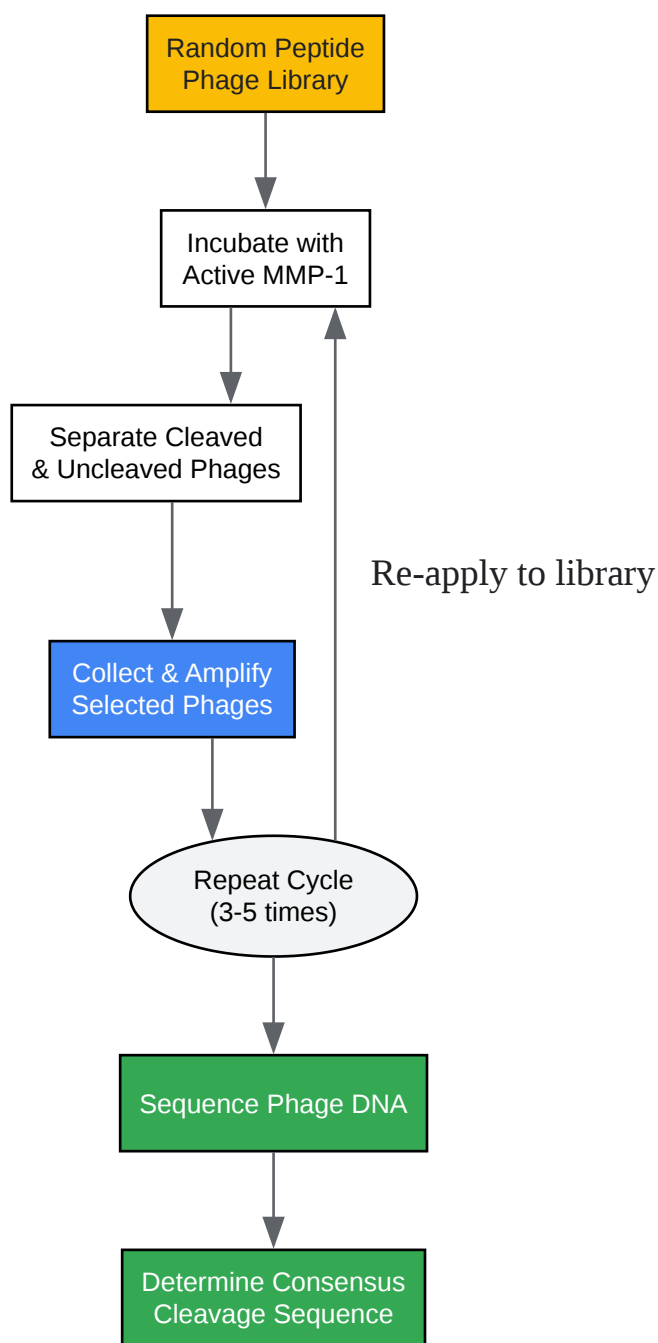 Random Peptide
Phage Library
Incubate with
Active MMP-1
Separate Cleaved
& Uncleaved Phages
Re-apply to library
Collect & Amplify
Selected Phages
Repeat Cycle
(3-5 times)
Sequence Phage DNA
Determine Consensus
Cleavage Sequence